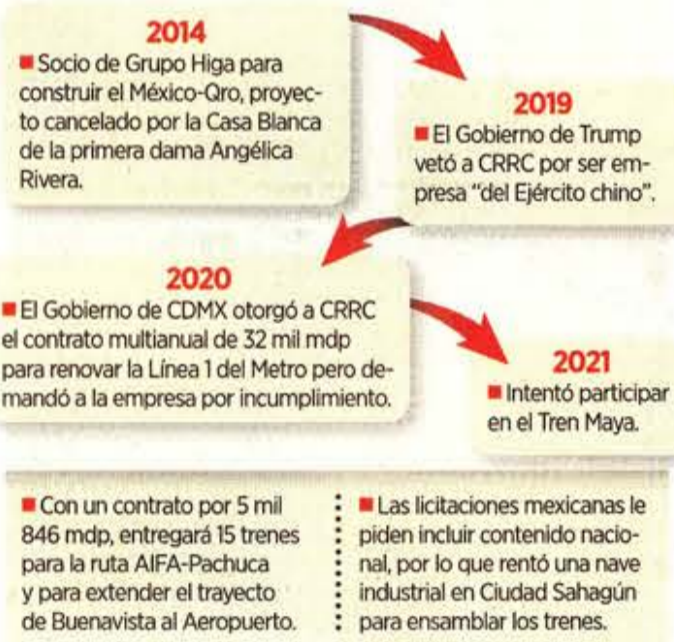 2014
■ Socio de Grupo Higa para
construir el México-Qro, proyec-
to cancelado por la Casa Blanca
de la primera dama Angélica
Rivera.
2019
■ El Gobierno de Trump
vetó a CRRC por ser em-
presa “del Ejército chino”.
2020
■ El Gobierno de CDMX otorgó a CRRC
el contrato multianual de 32 mil mdp
para renovar la Línea 1 del Metro pero de-
mandó a la empresa por incumplimiento.
2021
■ Intentó participar
en el Tren Maya.
■ Con un contrato por 5 mil
846 mdp, entregará 15 trenes
para la ruta AIFA-Pachuca
y para extender el trayecto
de Buenavista al Aeropuerto.
■ Las licitaciones mexicanas le
piden incluir contenido nacio-
nal, por lo que rentó una nave
industrial en Ciudad Sahagún
para ensamblar los trenes.